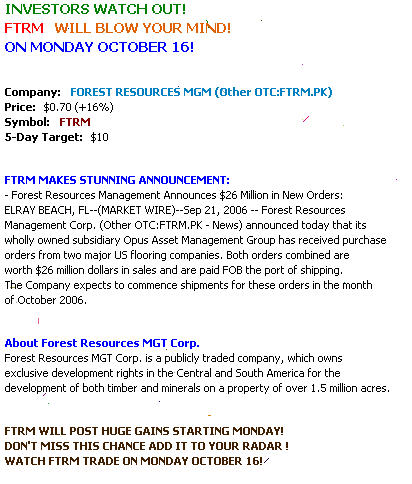 INVESTORS WATCH OUT!
FTRM WILL BLOW YOUR MIND!
ON MONDAY OCTOBER 16!
Company: FOREST RESOURCES MGM (Other OTC:FTRM.PK)
Price: $0.70 (+16%)
Symbol: FTRM
5-Day Target: $10
FTRM MAKES STUNNING ANNOUNCEMENT:
- Forest Resources Management Announces $26 Million in New Orders:
ELRAY BEACH, FL--(MARKET WIRE)--Sep 21, 2006 -- Forest Resources
Management Corp. (Other OTC:FTRM.PK - News) announced today that its
wholly owned subsidiary Opus Asset Management Group has received purchase
orders from two major US flooring companies. Both orders combined are
worth $26 million dollars in sales and are paid FOB the port of shipping.
The Company expects to commence shipments for these orders in the month
of October 2006.
About Forest Resources MGT Corp.
Forest Resources MGT Corp. is a publicly traded company, which owns
exclusive development rights in the Central and South America for the
development of both timber and minerals on a property of over 1.5 million acres.
FTRM WILL POST HUGE GAINS STARTING MONDAY!
DON'T MISS THIS CHANCE ADD IT TO YOUR RADAR !
WATCH FTRM TRADE ON MONDAY OCTOBER 16!